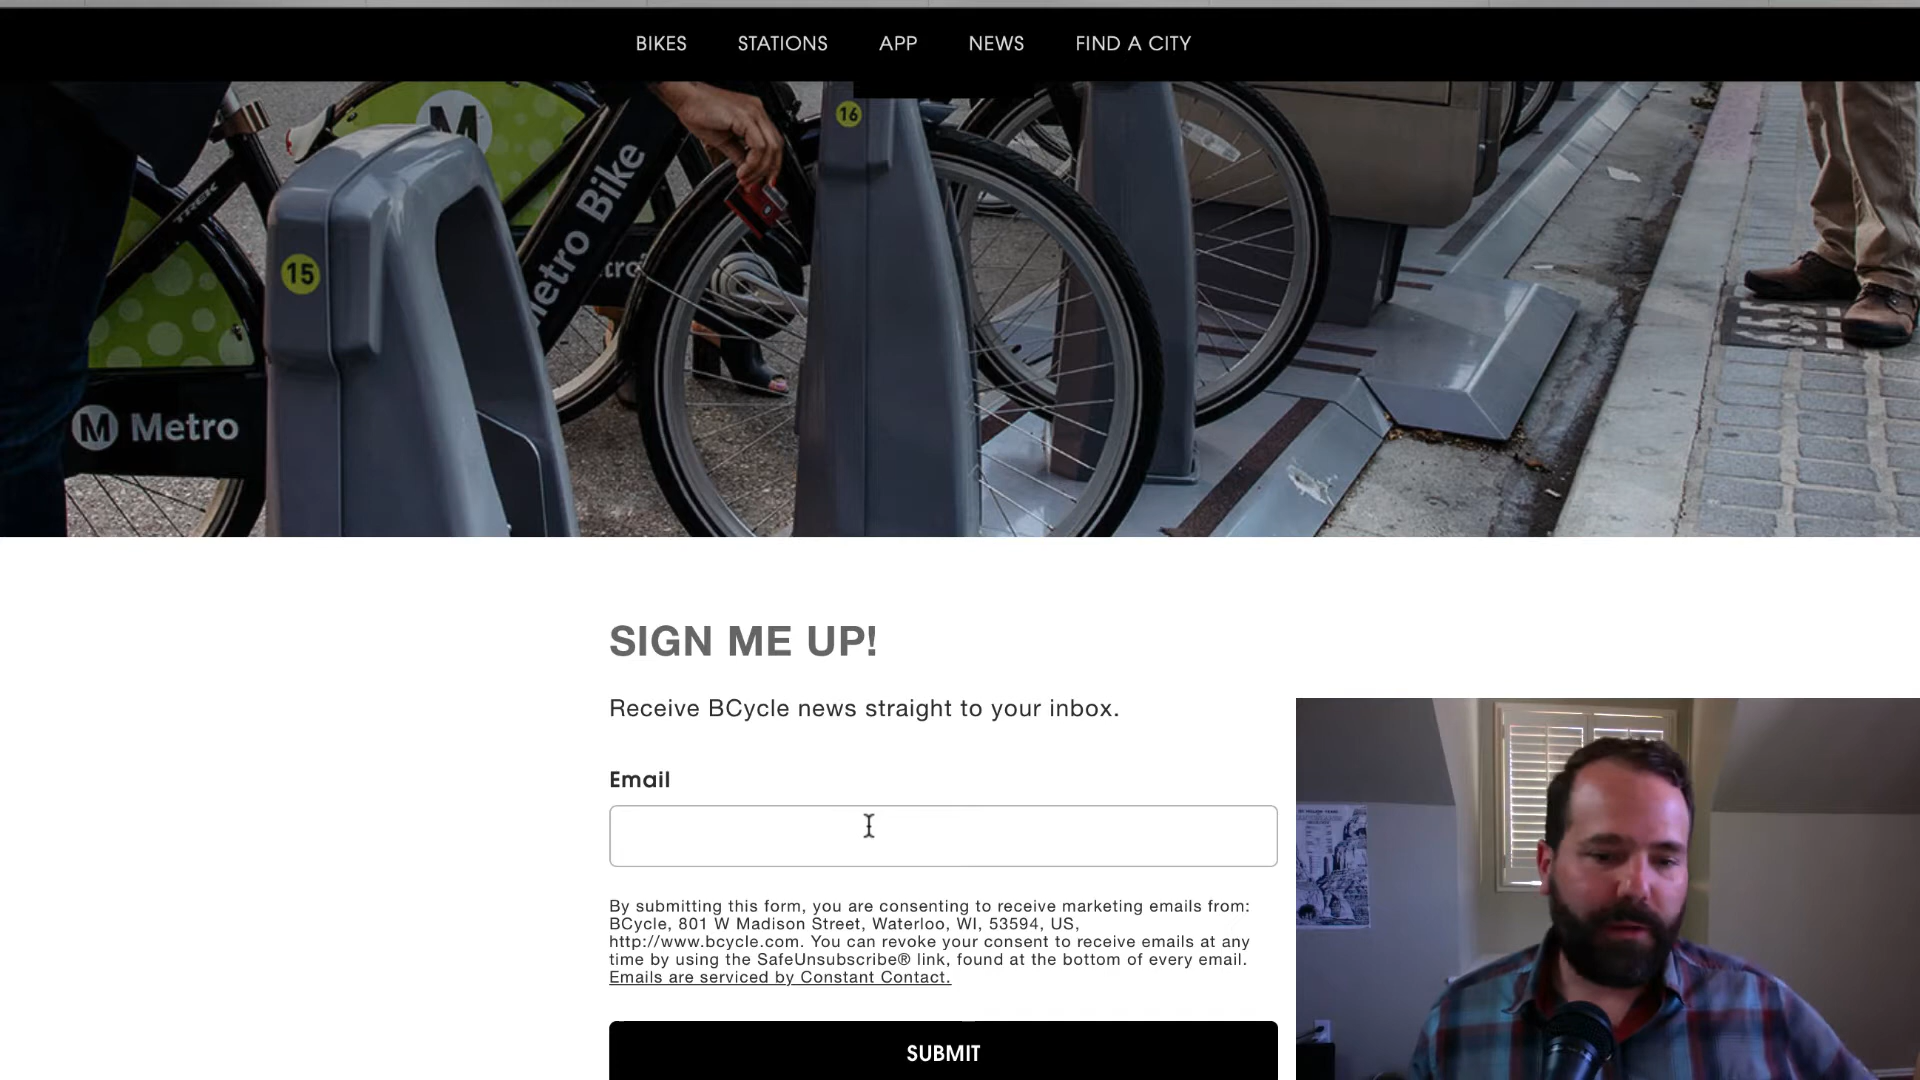 BIKES STATIONS APP NEWS FIND A CITY
16
M
Metro Bike
TREK
15
M Metro
SIGN ME UP!
Receive BCycle news straight to your inbox.
Email
By submitting this form, you are consenting to receive marketing emails from:
BCycle, 801 W Madison Street, Waterloo, WI, 53594, US,
http://www.bcycle.com. You can revoke your consent to receive emails at any
time by using the SafeUnsubscribe® link, found at the bottom of every email.
Emails are serviced by Constant Contact.
SUBMIT